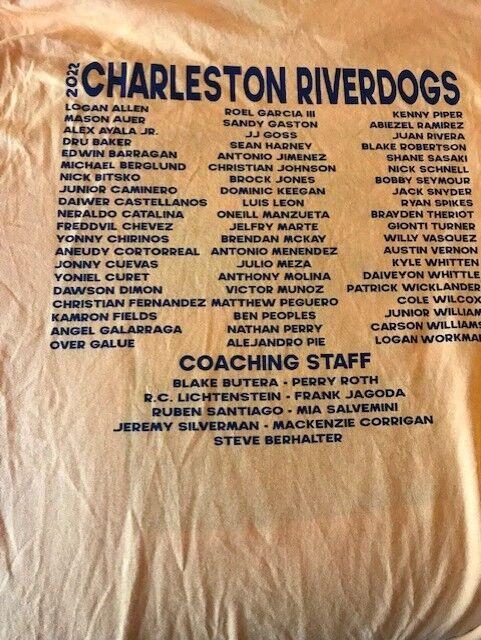 2022 CHARLESTON RIVERDOGS
LOGAN ALLEN
MASON AUER
ALEX AYALA JR.
DRU BAKER
EDWIN BARRAGAN
MICHAEL BERGLUND
NICK BITSKO
JUNIOR CAMINERO
DAIWER CASTELLANOS
NERALDO CATALINA
FREDDVIL CHEVEZ
YONNY CHIRINOS
ANEUDY CORTORREAL
JONNY CUEVAS
YONIEL CURET
DAWSON DIMON
CHRISTIAN FERNANDEZ
KAMRON FIELDS
ANGEL GALARRAGA
OVER GALUE
ROEL GARCIA III
SANDY GASTON
JJ GOSS
SEAN HARNEY
ANTONIO JIMENEZ
CHRISTIAN JOHNSON
BROCK JONES
DOMINIC KEEGAN
LUIS LEON
ONEILL MANZUETA
JELFRY MARTE
BRENDAN MCKAY
ANTONIO MENENDEZ
JULIO MEZA
ANTHONY MOLINA
VICTOR MUNOZ
MATTHEW PEGUERO
BEN PEOPLES
NATHAN PERRY
ALEJANDRO PIE
KENNY PIPER
ABIEZEL RAMIREZ
JUAN RIVERA
BLAKE ROBERTSON
SHANE SASAKI
NICK SCHNELL
BOBBY SEYMOUR
JACK SNYDER
RYAN SPIKES
BRAYDEN THERIOT
GIONTI TURNER
WILLY VASQUEZ
AUSTIN VERNON
KYLE WHITTEN
DAIVEYON WHITTLE
PATRICK WICKLANDER
COLE WILCOX
JUNIOR WILLIAM
CARSON WILLIAMS
LOGAN WORKMA
COACHING STAFF
BLAKE BUTERA - PERRY ROTH
R.C. LICHTENSTEIN - FRANK JAGODA
RUBEN SANTIAGO - MIA SALVEMINI
JEREMY SILVERMAN - MACKENZIE CORRIGAN
STEVE BERHALTER